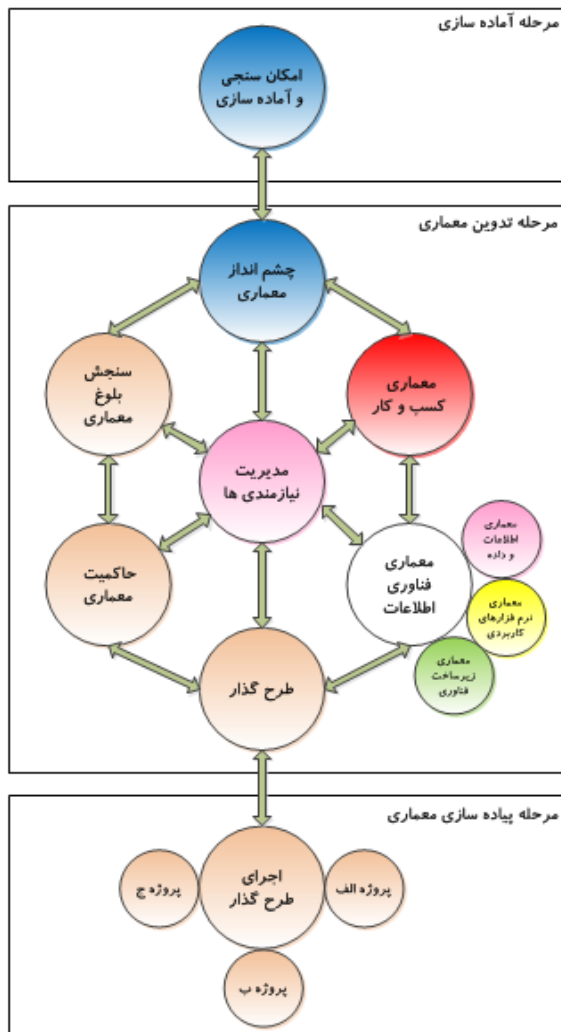 مرحله آماده سازی
امکان سنجی
و آماده سازی
مرحله تدوین معماری
چشم انداز
معماری
معماری
کسب و کار
سنجش
بلوغ
معماری
مدیریت
نیازمندی ها
معماری
فناوری
اطلاعات
معماری
اطلاعات
و داده
معماری
نرم فزارهای
کاربردی
معماری
زیرساخت
فناوری
حاکمیت
معماری
طرح گذار
مرحله پیاده سازی معماری
اجرای
طرح گذار
پروژه الف
پروژه ج
پروژه ب